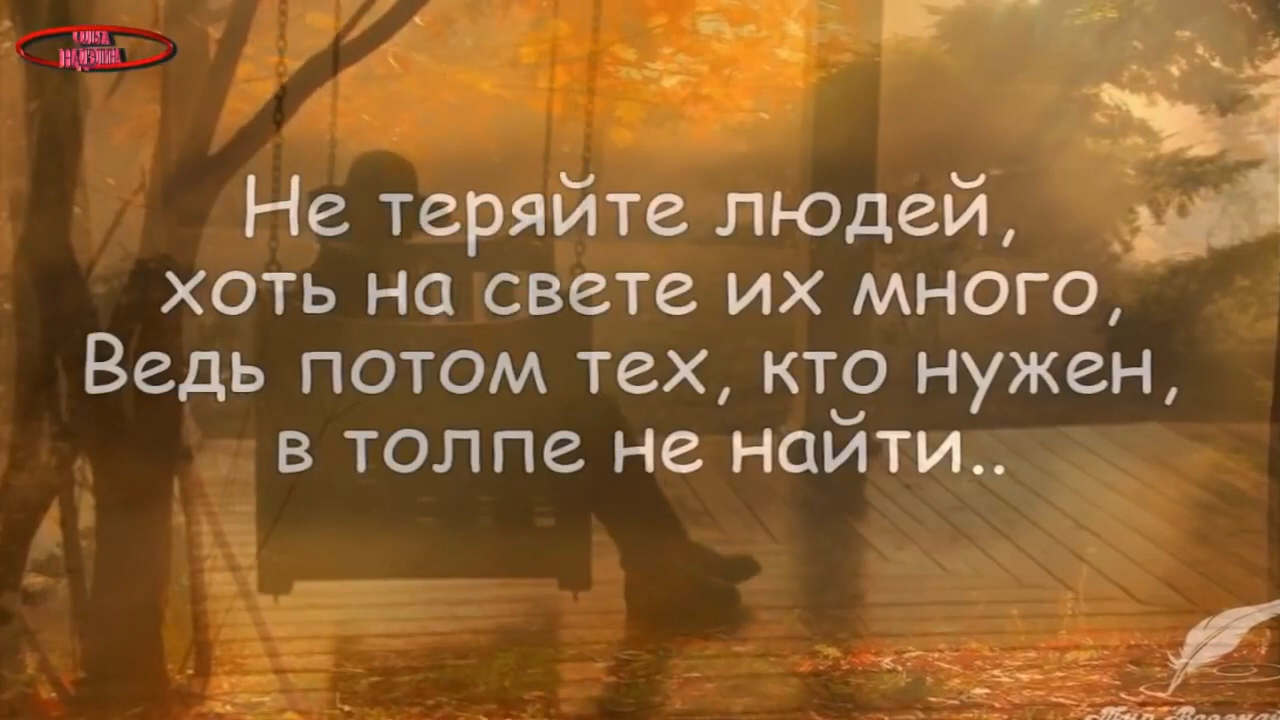 Не теряйте людей,
хоть на свете их много,
Ведь потом тех, кто нужен,
в толпе не найти..